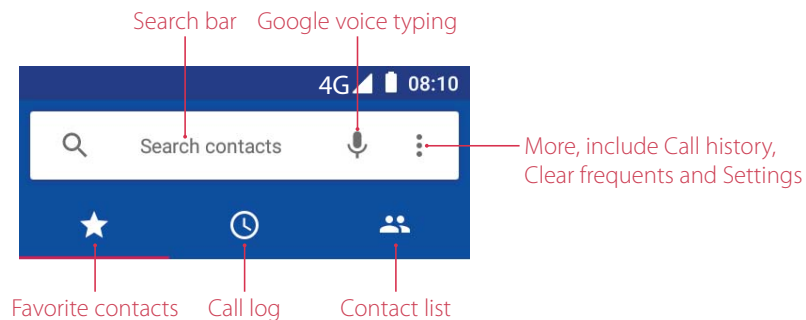 Search bar Google voice typing
4G 08:10
Search contacts
More, include Call history,
Clear frequents and Settings
Favorite contacts Call log Contact list